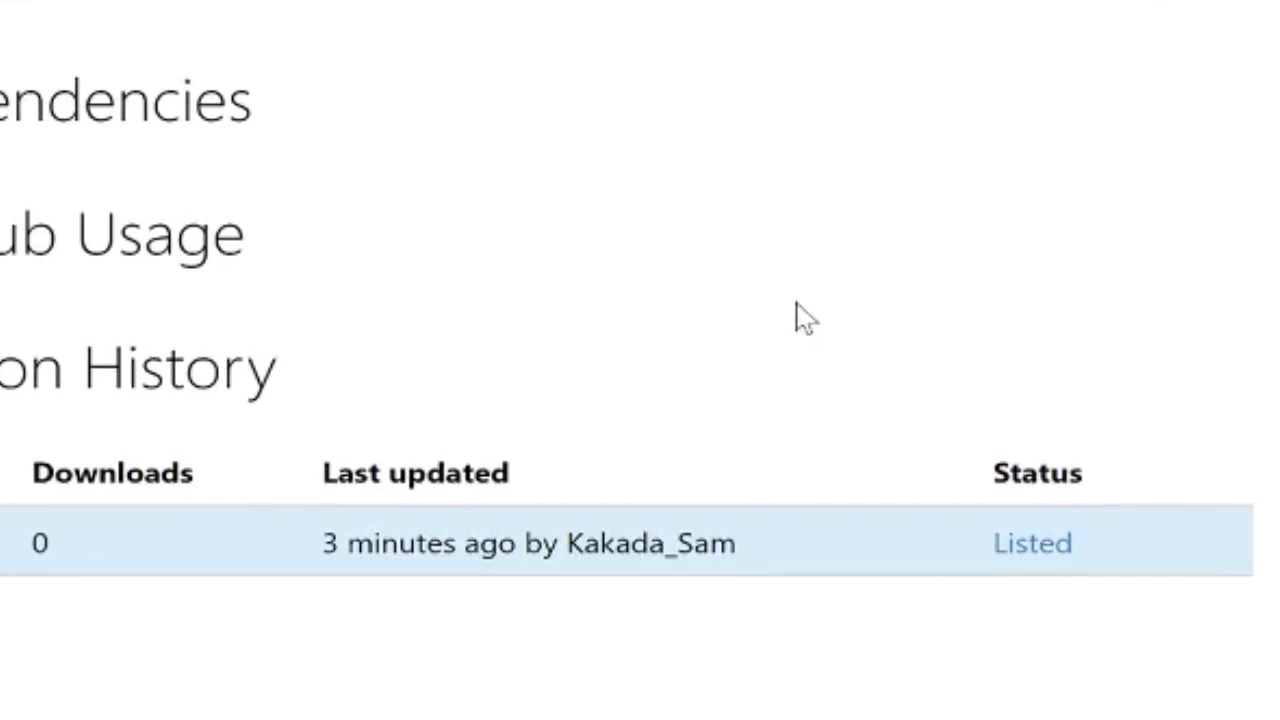 endencies
ub Usage
on History
Downloads Last updated Status
0 3 minutes ago by Kakada_Sam Listed